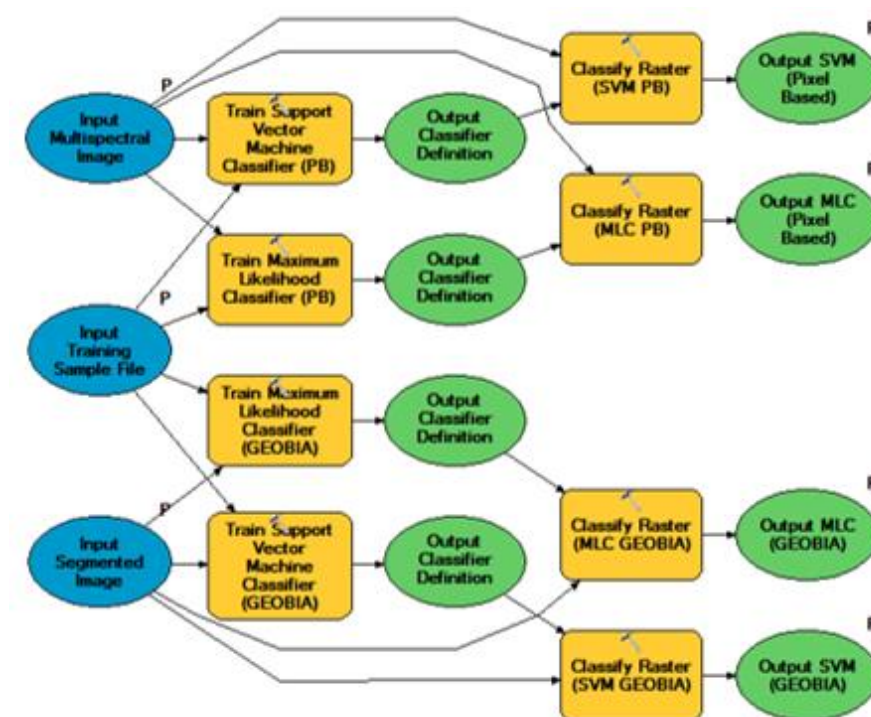 P
Input
Multispectral
Image
Train Support
Vector
Machine
Classifier (PB)
Output
Classifier
Definition
Classify Raster
(SVM PB)
Output SVM
(Pixel
Based)
P
Train Maximum
Likelihood
Classifier (PB)
Output
Classifier
Definition
Classify Raster
(MLC PB)
Output MLC
(Pixel
Based)
P
P
Input
Training
Sample File
Train Maximum
Likelihood
Classifier
(GEOBIA)
Output
Classifier
Definition
P
Input
Segmented
Image
Train Support
Vector
Machine
Classifier
(GEOBIA)
Output
Classifier
Definition
Classify Raster
(MLC GEOBIA)
Output MLC
(GEOBIA)
P
Classify Raster
(SVM GEOBIA)
Output SVM
(GEOBIA)
P